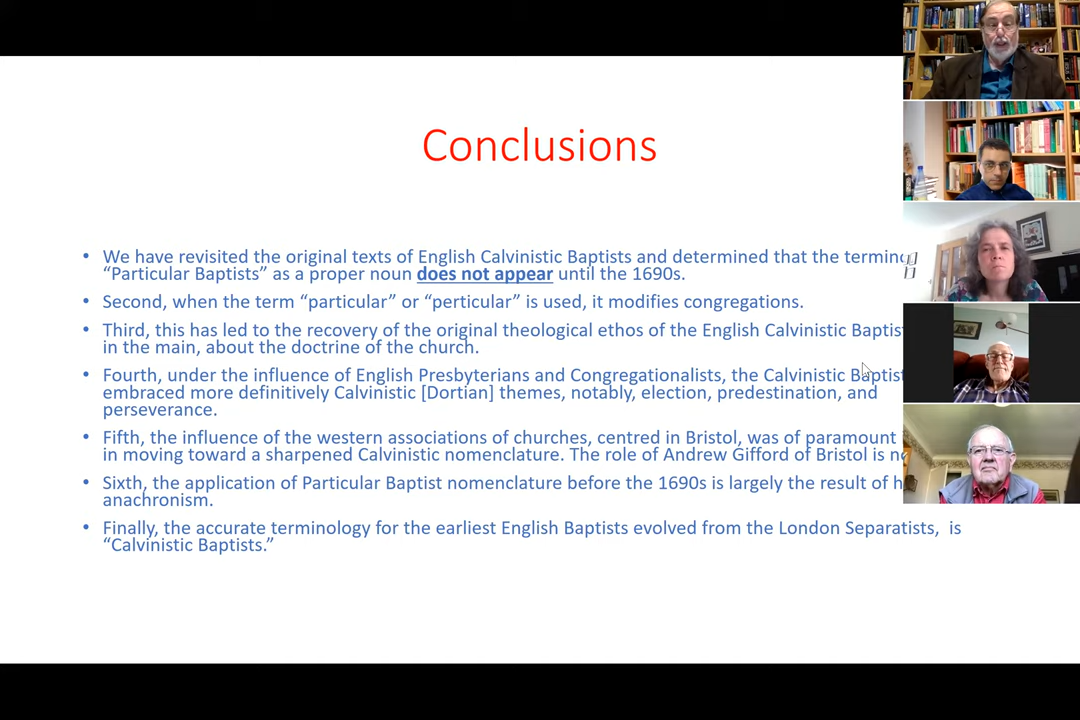 Conclusions
• We have revisited the original texts of English Calvinistic Baptists and determined that the
“Particular Baptists” as a proper noun does not appear until the 1690s.
• Second, when the term “particular” or “perticular” is used, it modifies congregations.
• Third, this has led to the recovery of the original theological ethos of the English Calvinistic
in the main, about the doctrine of the church.
• Fourth, under the influence of English Presbyterians and Congregationalists, the Calvinistic
embraced more definitively Calvinistic [Dortian] themes, notably, election, predestination, and
perseverance.
• Fifth, the influence of the western associations of churches, centred in Bristol, was of paramount
in moving toward a sharpened Calvinistic nomenclature. The role of Andrew Gifford of Bristol is
• Sixth, the application of Particular Baptist nomenclature before the 1690s is largely the result of
anachronism.
• Finally, the accurate terminology for the earliest English Baptists evolved from the London Separatists, is
“Calvinistic Baptists.”